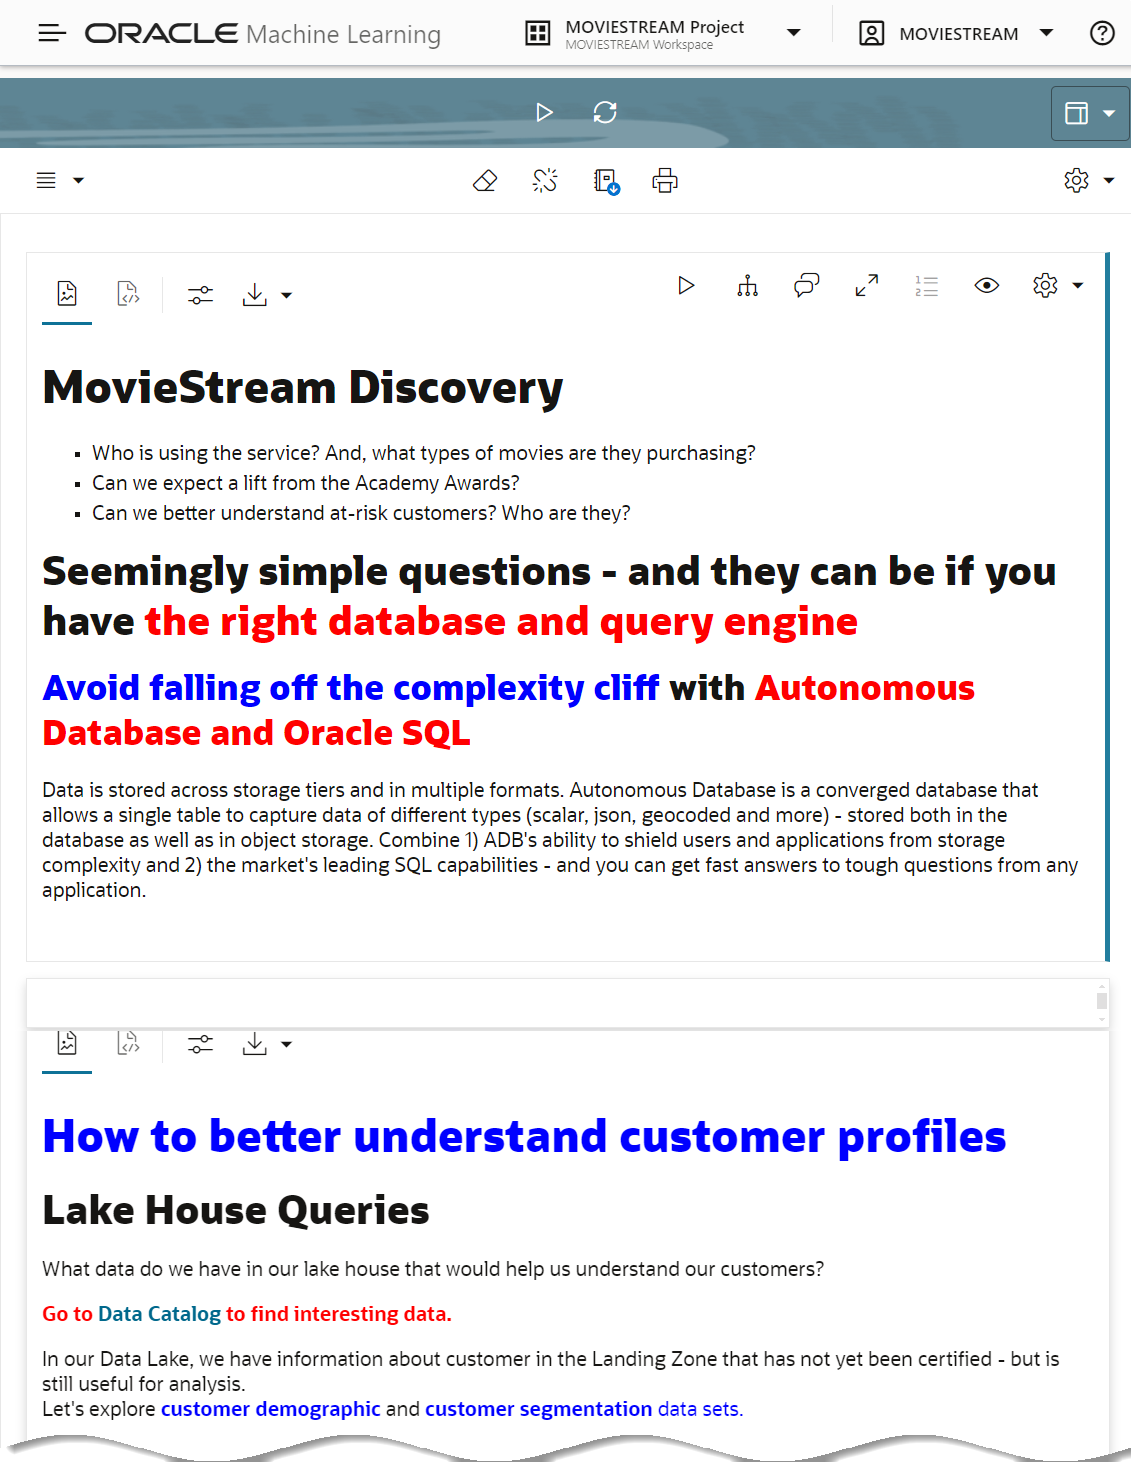 ORACLE Machine Learning
MOVIESTREAM Project
MOVIESTREAM Workspace
MOVIESTREAM
MovieStream Discovery
Who is using the service? And, what types of movies are they purchasing?
Can we expect a lift from the Academy Awards?
Can we better understand at-risk customers? Who are they?
Seemingly simple questions - and they can be if you
have the right database and query engine
Avoid falling off the complexity cliff with Autonomous
Database and Oracle SQL
Data is stored across storage tiers and in multiple formats. Autonomous Database is a converged database that
allows a single table to capture data of different types (scalar, json, geocoded and more) - stored both in the
database as well as in object storage. Combine 1) ADB's ability to shield users and applications from storage
complexity and 2) the market's leading SQL capabilities - and you can get fast answers to tough questions from any
application.
How to better understand customer profiles
Lake House Queries
What data do we have in our lake house that would help us understand our customers?
Go to Data Catalog to find interesting data.
In our Data Lake, we have information about customer in the Landing Zone that has not yet been certified - but is
still useful for analysis.
Let's explore customer demographic and customer segmentation data sets.